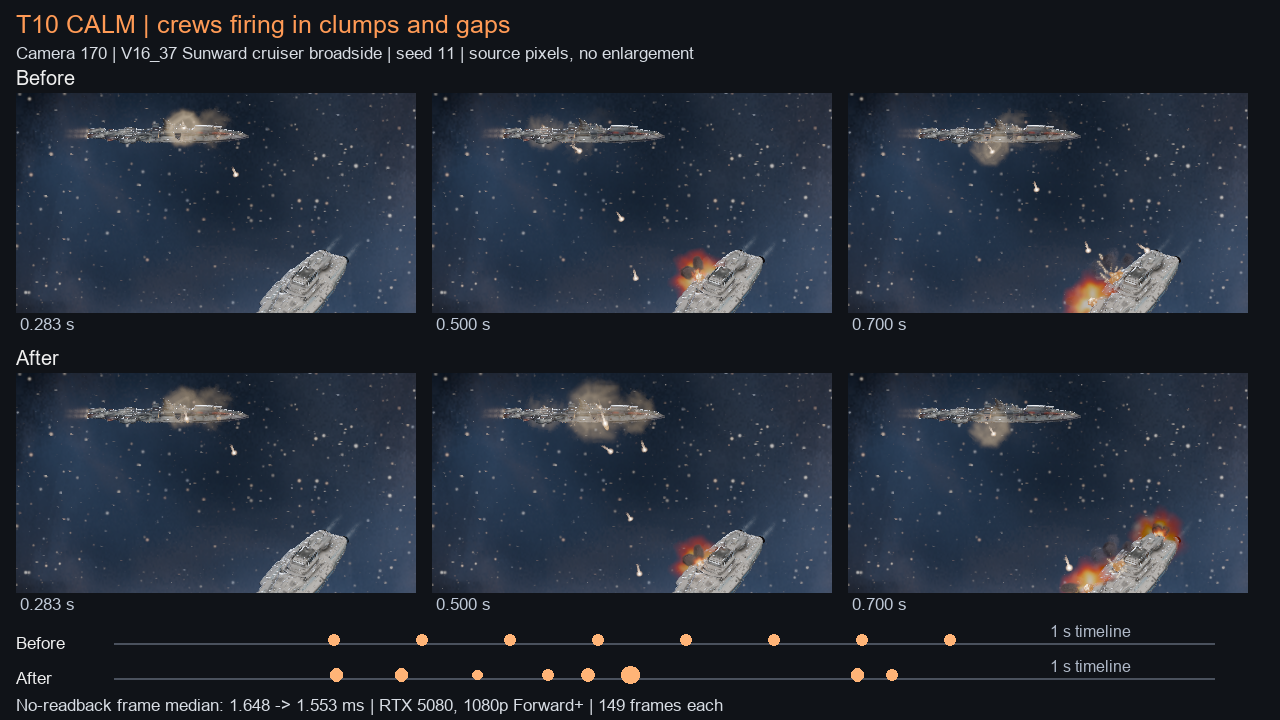 T10 CALM | crews firing in clumps and gaps
Camera 170 | V16_37 Sunward cruiser broadside | seed 11 | source pixels, no enlargement
Before
0.283 s
0.500 s
0.700 s
After
0.283 s
0.500 s
0.700 s
Before
1 s timeline
After
1 s timeline
No-readback frame median: 1.648 -> 1.553 ms | RTX 5080, 1080p Forward+ | 149 frames each